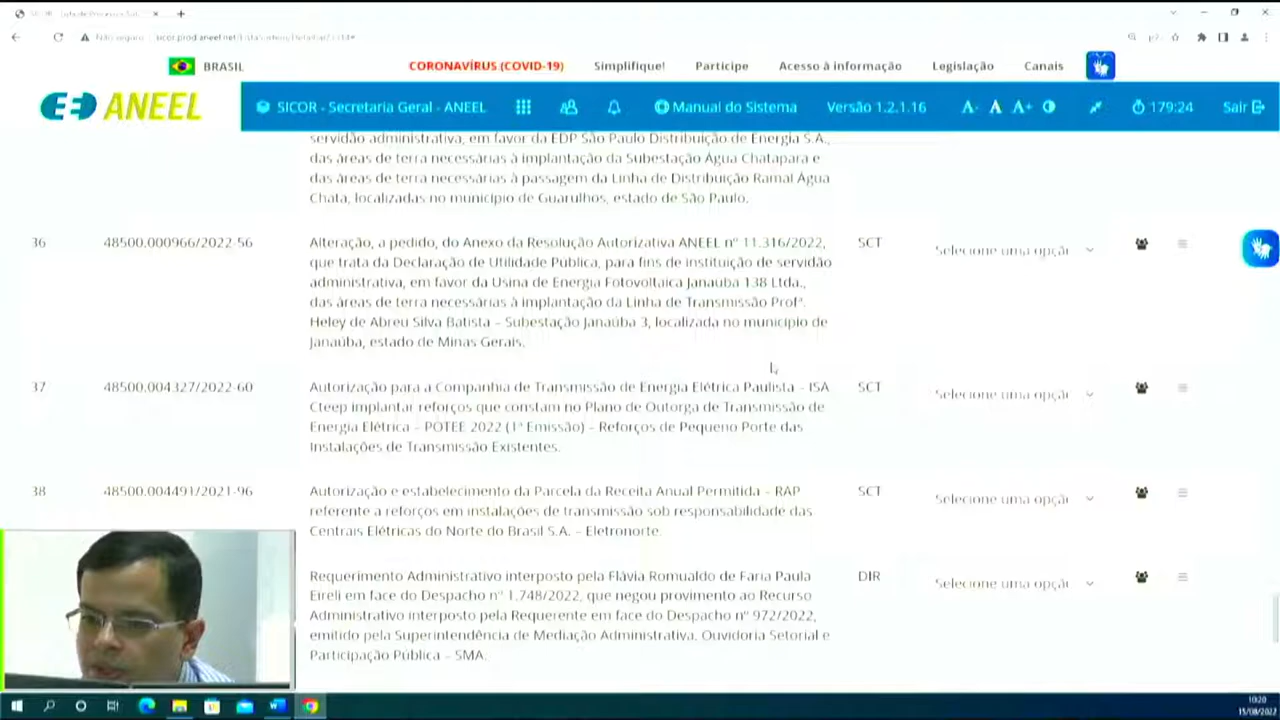 BRASIL
CORONAVÍRUS (COVID-19)
Simplifique!
Participe
Acesso à informação
Legislação
Canais
ANEEL
SICOR - Secretaria Geral - ANEEL
Manual do Sistema
Versão 1.2.1.16
A-
A
A+
179:24
Sair
servidão administrativa, em favor da EDP São Paulo Distribuição de Energia S.A.,
das áreas de terra necessárias à implantação da Subestação Água Chatapara e
das áreas de terra necessárias à passagem da Linha de Distribuição Ramal Água
Chata, localizadas no município de Guarulhos, estado de São Paulo.
36
48500.000966/2022-56
Alteração, a pedido, do Anexo da Resolução Autorizativa ANEEL nº 11.316/2022,
que trata da Declaração de Utilidade Pública, para fins de instituição de servidão
administrativa, em favor da Usina de Energia Fotovoltaica Janaúba 138 Ltda.,
das áreas de terra necessárias à implantação da Linha de Transmissão Profª.
Heley de Abreu Silva Batista – Subestação Janaúba 3, localizada no município de
Janaúba, estado de Minas Gerais.
SCT
Selecione uma opçã
37
48500.004327/2022-60
Autorização para a Companhia de Transmissão de Energia Elétrica Paulista - ISA
Cteep implantar reforços que constam no Plano de Outorga de Transmissão de
Energia Elétrica – POTEE 2022 (1ª Emissão) – Reforços de Pequeno Porte das
Instalações de Transmissão Existentes.
SCT
Selecione uma opçã
38
48500.004491/2021-96
Autorização e estabelecimento da Parcela da Receita Anual Permitida – RAP
referente a reforços em instalações de transmissão sob responsabilidade das
Centrais Elétricas do Norte do Brasil S.A. – Eletronorte.
SCT
Selecione uma opçã
Requerimento Administrativo interposto pela Flávia Romualdo de Faria Paula
Eireli em face do Despacho nº 1.748/2022, que negou provimento ao Recurso
Administrativo interposto pela Requerente em face do Despacho nº 972/2022,
emitido pela Superintendência de Mediação Administrativa, Ouvidoria Setorial e
Participação Pública – SMA.
DIR
Selecione uma opçã
10:20
15/08/2022